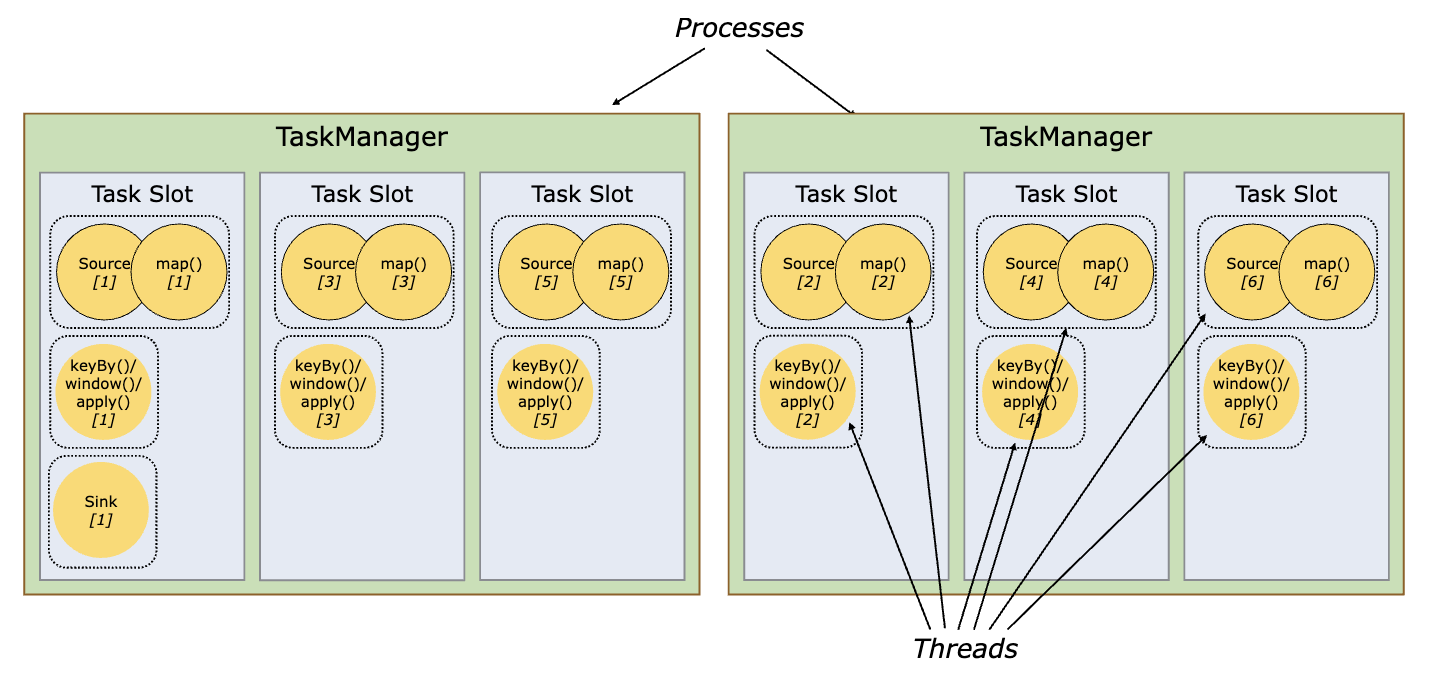 Processes
TaskManager
Task Slot
Source
[1]
map()
[1]
keyBy()/
window()/
apply()
[1]
Sink
[1]
Task Slot
Source
[3]
map()
[3]
keyBy()/
window()/
apply()
[3]
Task Slot
Source
[5]
map()
[5]
keyBy()/
window()/
apply()
[5]
TaskManager
Task Slot
Source
[2]
map()
[2]
keyBy()/
window()/
apply()
[2]
Task Slot
Source
[4]
map()
[4]
keyBy()/
window()/
apply()
[4]
Task Slot
Source
[6]
map()
[6]
keyBy()/
window()/
apply()
[6]
Threads